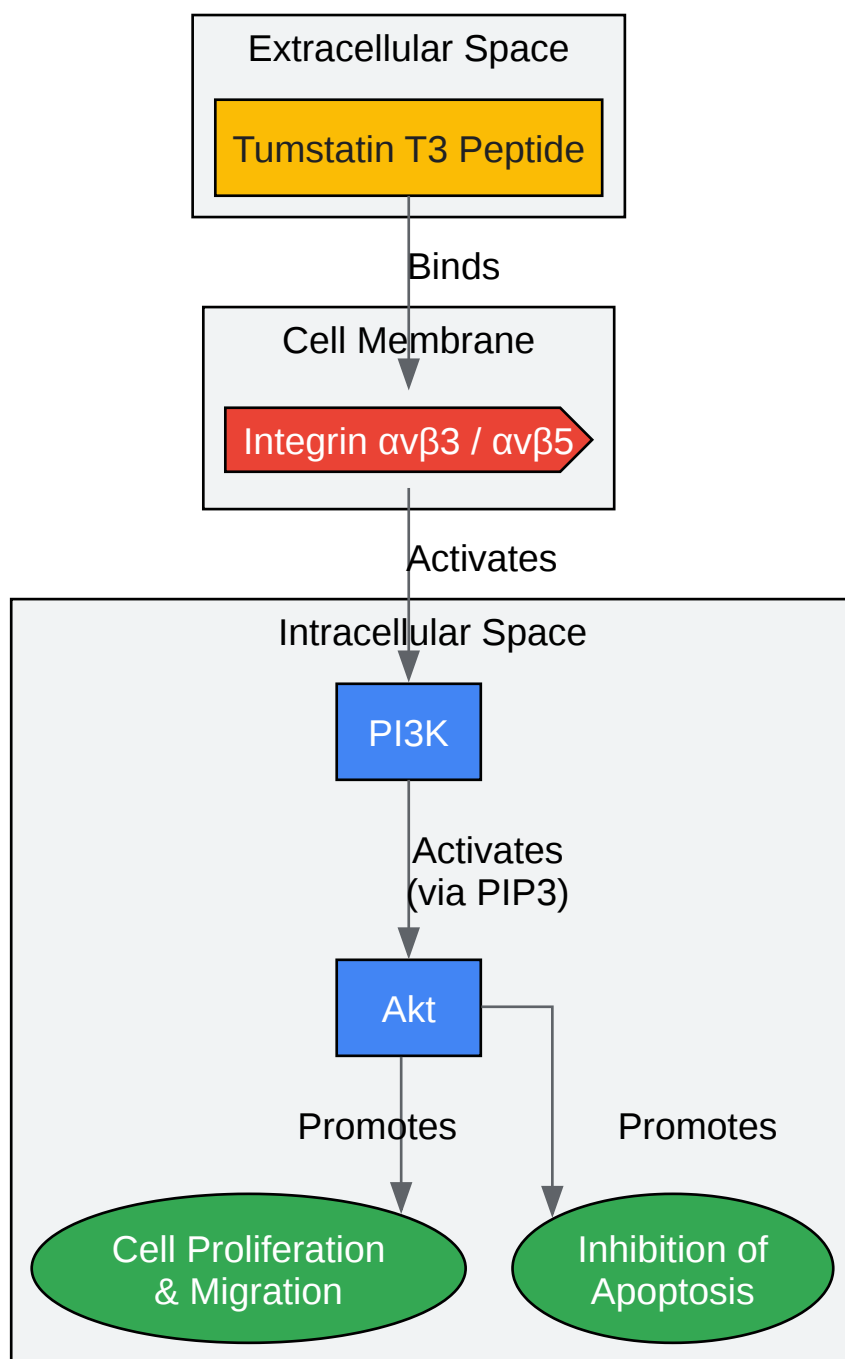 Extracellular Space
Tumstatin T3 Peptide
Binds
Cell Membrane
Integrin αvβ3 / αvβ5
Activates
Intracellular Space
PI3K
Activates
(via PIP3)
Akt
Promotes
Promotes
Cell Proliferation
& Migration
Inhibition of
Apoptosis